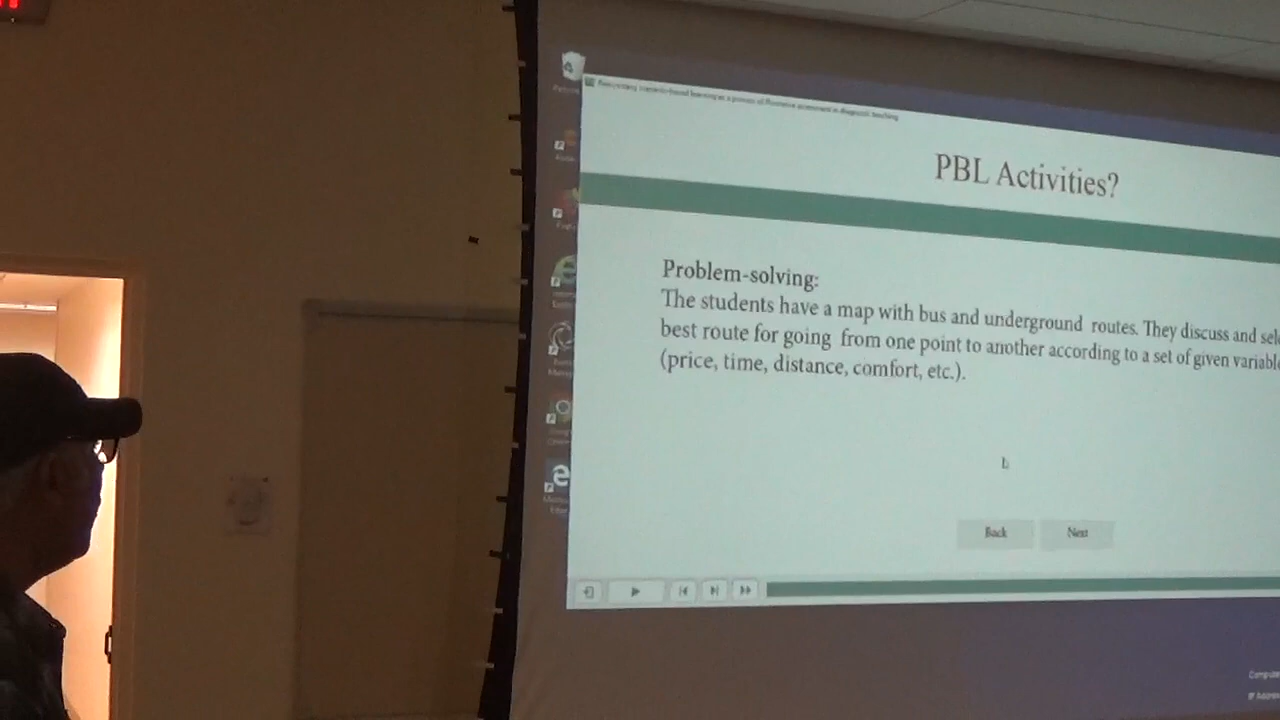 PBL Activities?
Problem-solving:
The students have a map with bus and underground routes. They discuss and sel
best route for going from one point to another according to a set of given variabl
(price, time, distance, comfort, etc.).
Back Next